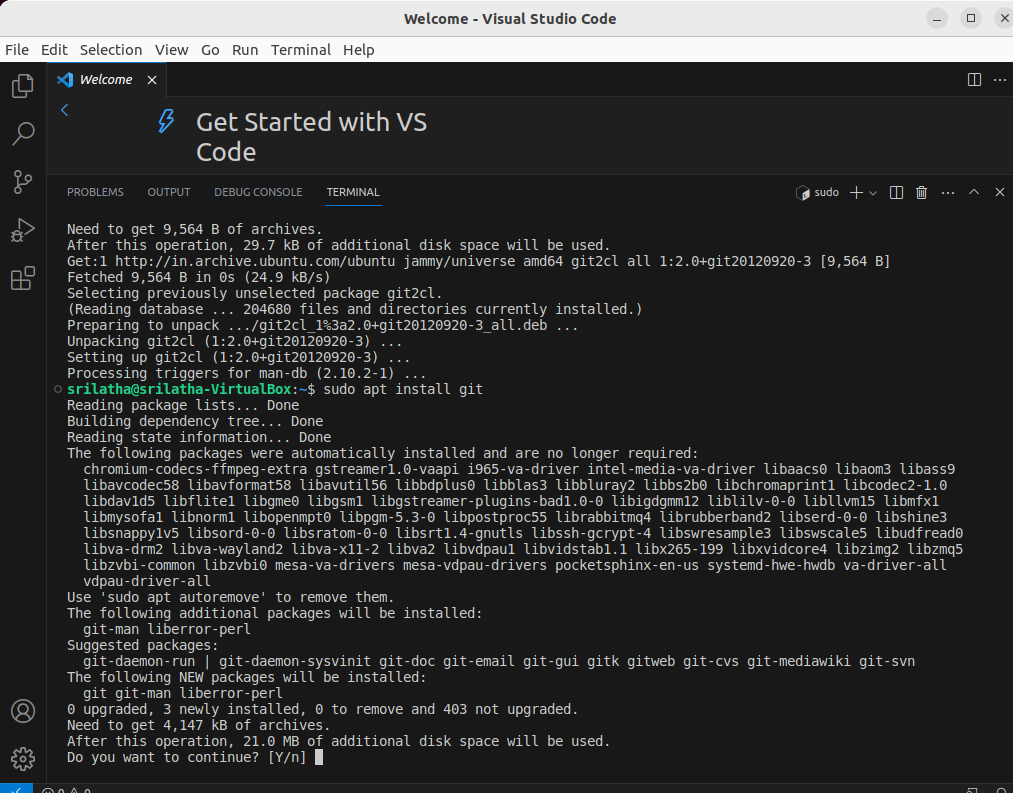 Welcome - Visual Studio Code
File Edit Selection View Go Run Terminal Help
Welcome
Get Started with VS
Code
PROBLEMS OUTPUT DEBUG CONSOLE TERMINAL sudo
Need to get 9,564 B of archives.
After this operation, 29.7 kB of additional disk space will be used.
Get:1 http://in.archive.ubuntu.com/ubuntu jammy/universe amd64 git2cl all 1:2.0+git20120920-3 [9,564 B]
Fetched 9,564 B in 0s (24.9 kB/s)
Selecting previously unselected package git2cl.
(Reading database ... 204680 files and directories currently installed.)
Preparing to unpack .../git2cl_1%3a2.0+git20120920-3_all.deb ...
Unpacking git2cl (1:2.0+git20120920-3) ...
Setting up git2cl (1:2.0+git20120920-3) ...
Processing triggers for man-db (2.10.2-1) ...
srilatha@srilatha-VirtualBox:~$ sudo apt install git
Reading package lists... Done
Building dependency tree... Done
Reading state information... Done
The following packages were automatically installed and are no longer required:
chromium-codecs-ffmpeg-extra gstreamer1.0-vaapi i965-va-driver intel-media-va-driver libaacs0 libaom3 libass9
libavcodec58 libavformat58 libavutil56 libbdplus0 libblas3 libbluray2 libbs2b0 libchromaprint1 libcodec2-1.0
libdav1d5 libflite1 libgme0 libgsm1 libgstreamer-plugins-bad1.0-0 libigdgmm12 liblilv-0-0 libllvm15 libmfx1
libmysofa1 libnorm1 libopenmpt0 libpgm-5.3-0 libpostproc55 librabbitmq4 librubberband2 libserd-0-0 libshine3
libsnappy1v5 libsord-0-0 libsratom-0-0 libsrt1.4-gnutls libssh-gcrypt-4 libswresample3 libswscale5 libudfread0
libva-drm2 libva-wayland2 libva-x11-2 libva2 libvdpau1 libvidstab1.1 libx265-199 libxvidcore4 libzimg2 libzmq5
libzvbi-common libzvbi0 mesa-va-drivers mesa-vdpau-drivers pocketsphinx-en-us systemd-hwe-hwdb va-driver-all
vdpau-driver-all
Use 'sudo apt autoremove' to remove them.
The following additional packages will be installed:
git-man liberror-perl
Suggested packages:
git-daemon-run | git-daemon-sysvinit git-doc git-email git-gui gitk gitweb git-cvs git-mediawiki git-svn
The following NEW packages will be installed:
git git-man liberror-perl
0 upgraded, 3 newly installed, 0 to remove and 403 not upgraded.
Need to get 4,147 kB of archives.
After this operation, 21.0 MB of additional disk space will be used.
Do you want to continue? [Y/n]
0 0